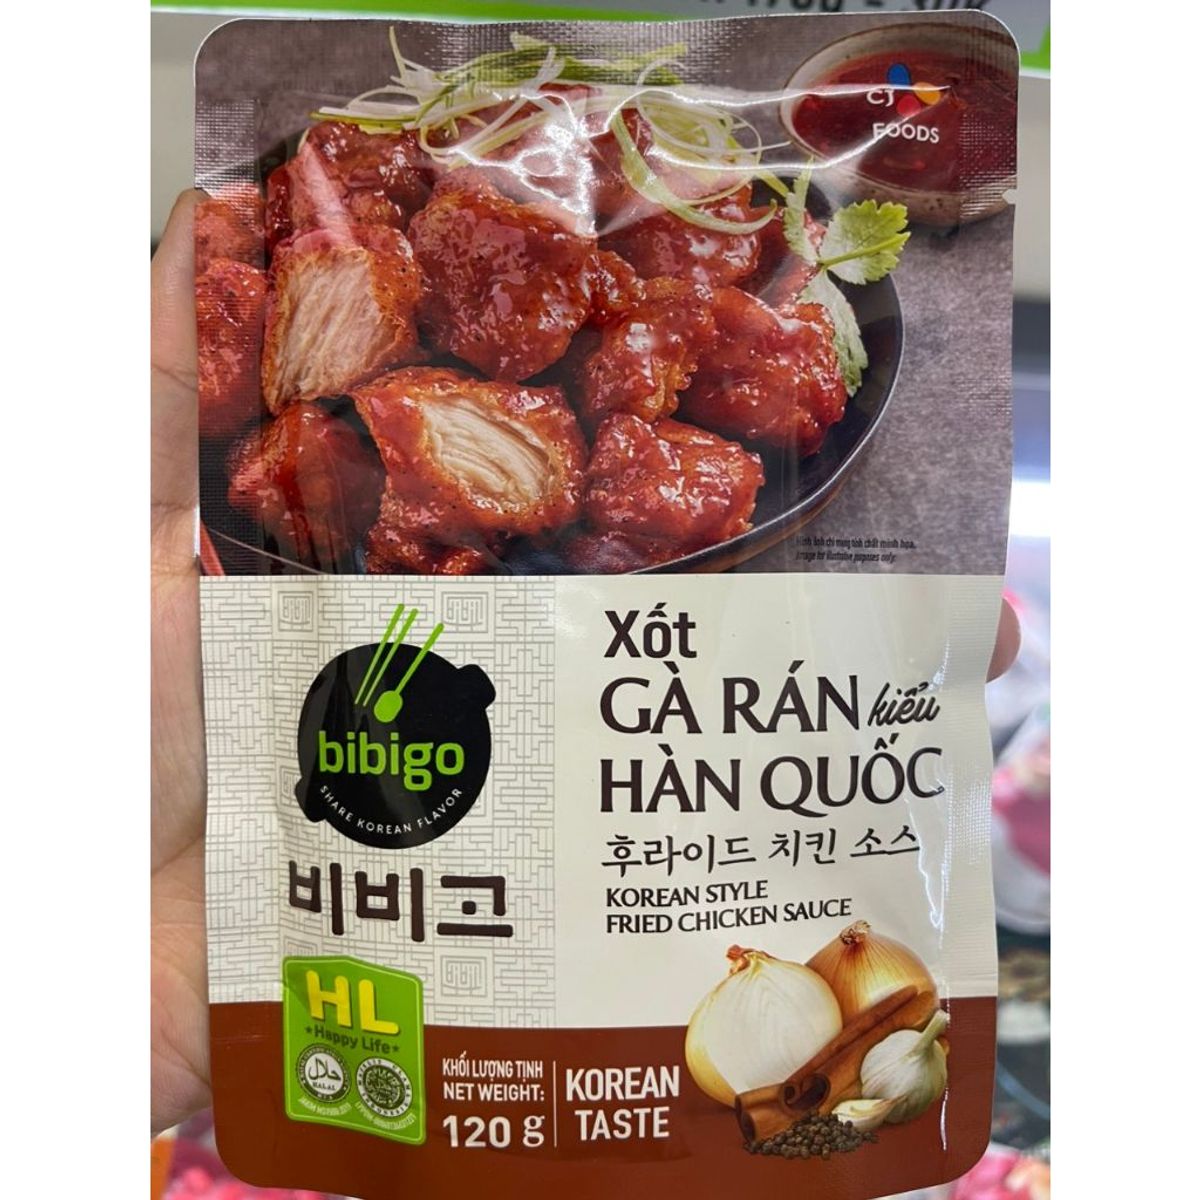 CJ
FOODS
Hình ảnh chỉ mang tính chất minh họa.
Image for illustrative purposes only.
bibigo
SHARE KOREAN FLAVOR
비비고
Xốt
GÀ RÁN kiểu
HÀN QUỐC
후라이드 치킨 소스
KOREAN STYLE
FRIED CHICKEN SAUCE
HL
*Happy Life*
حلال
HALAL
KHỐI LƯỢNG TỊNH
NET WEIGHT:
120 g
KOREAN
TASTE